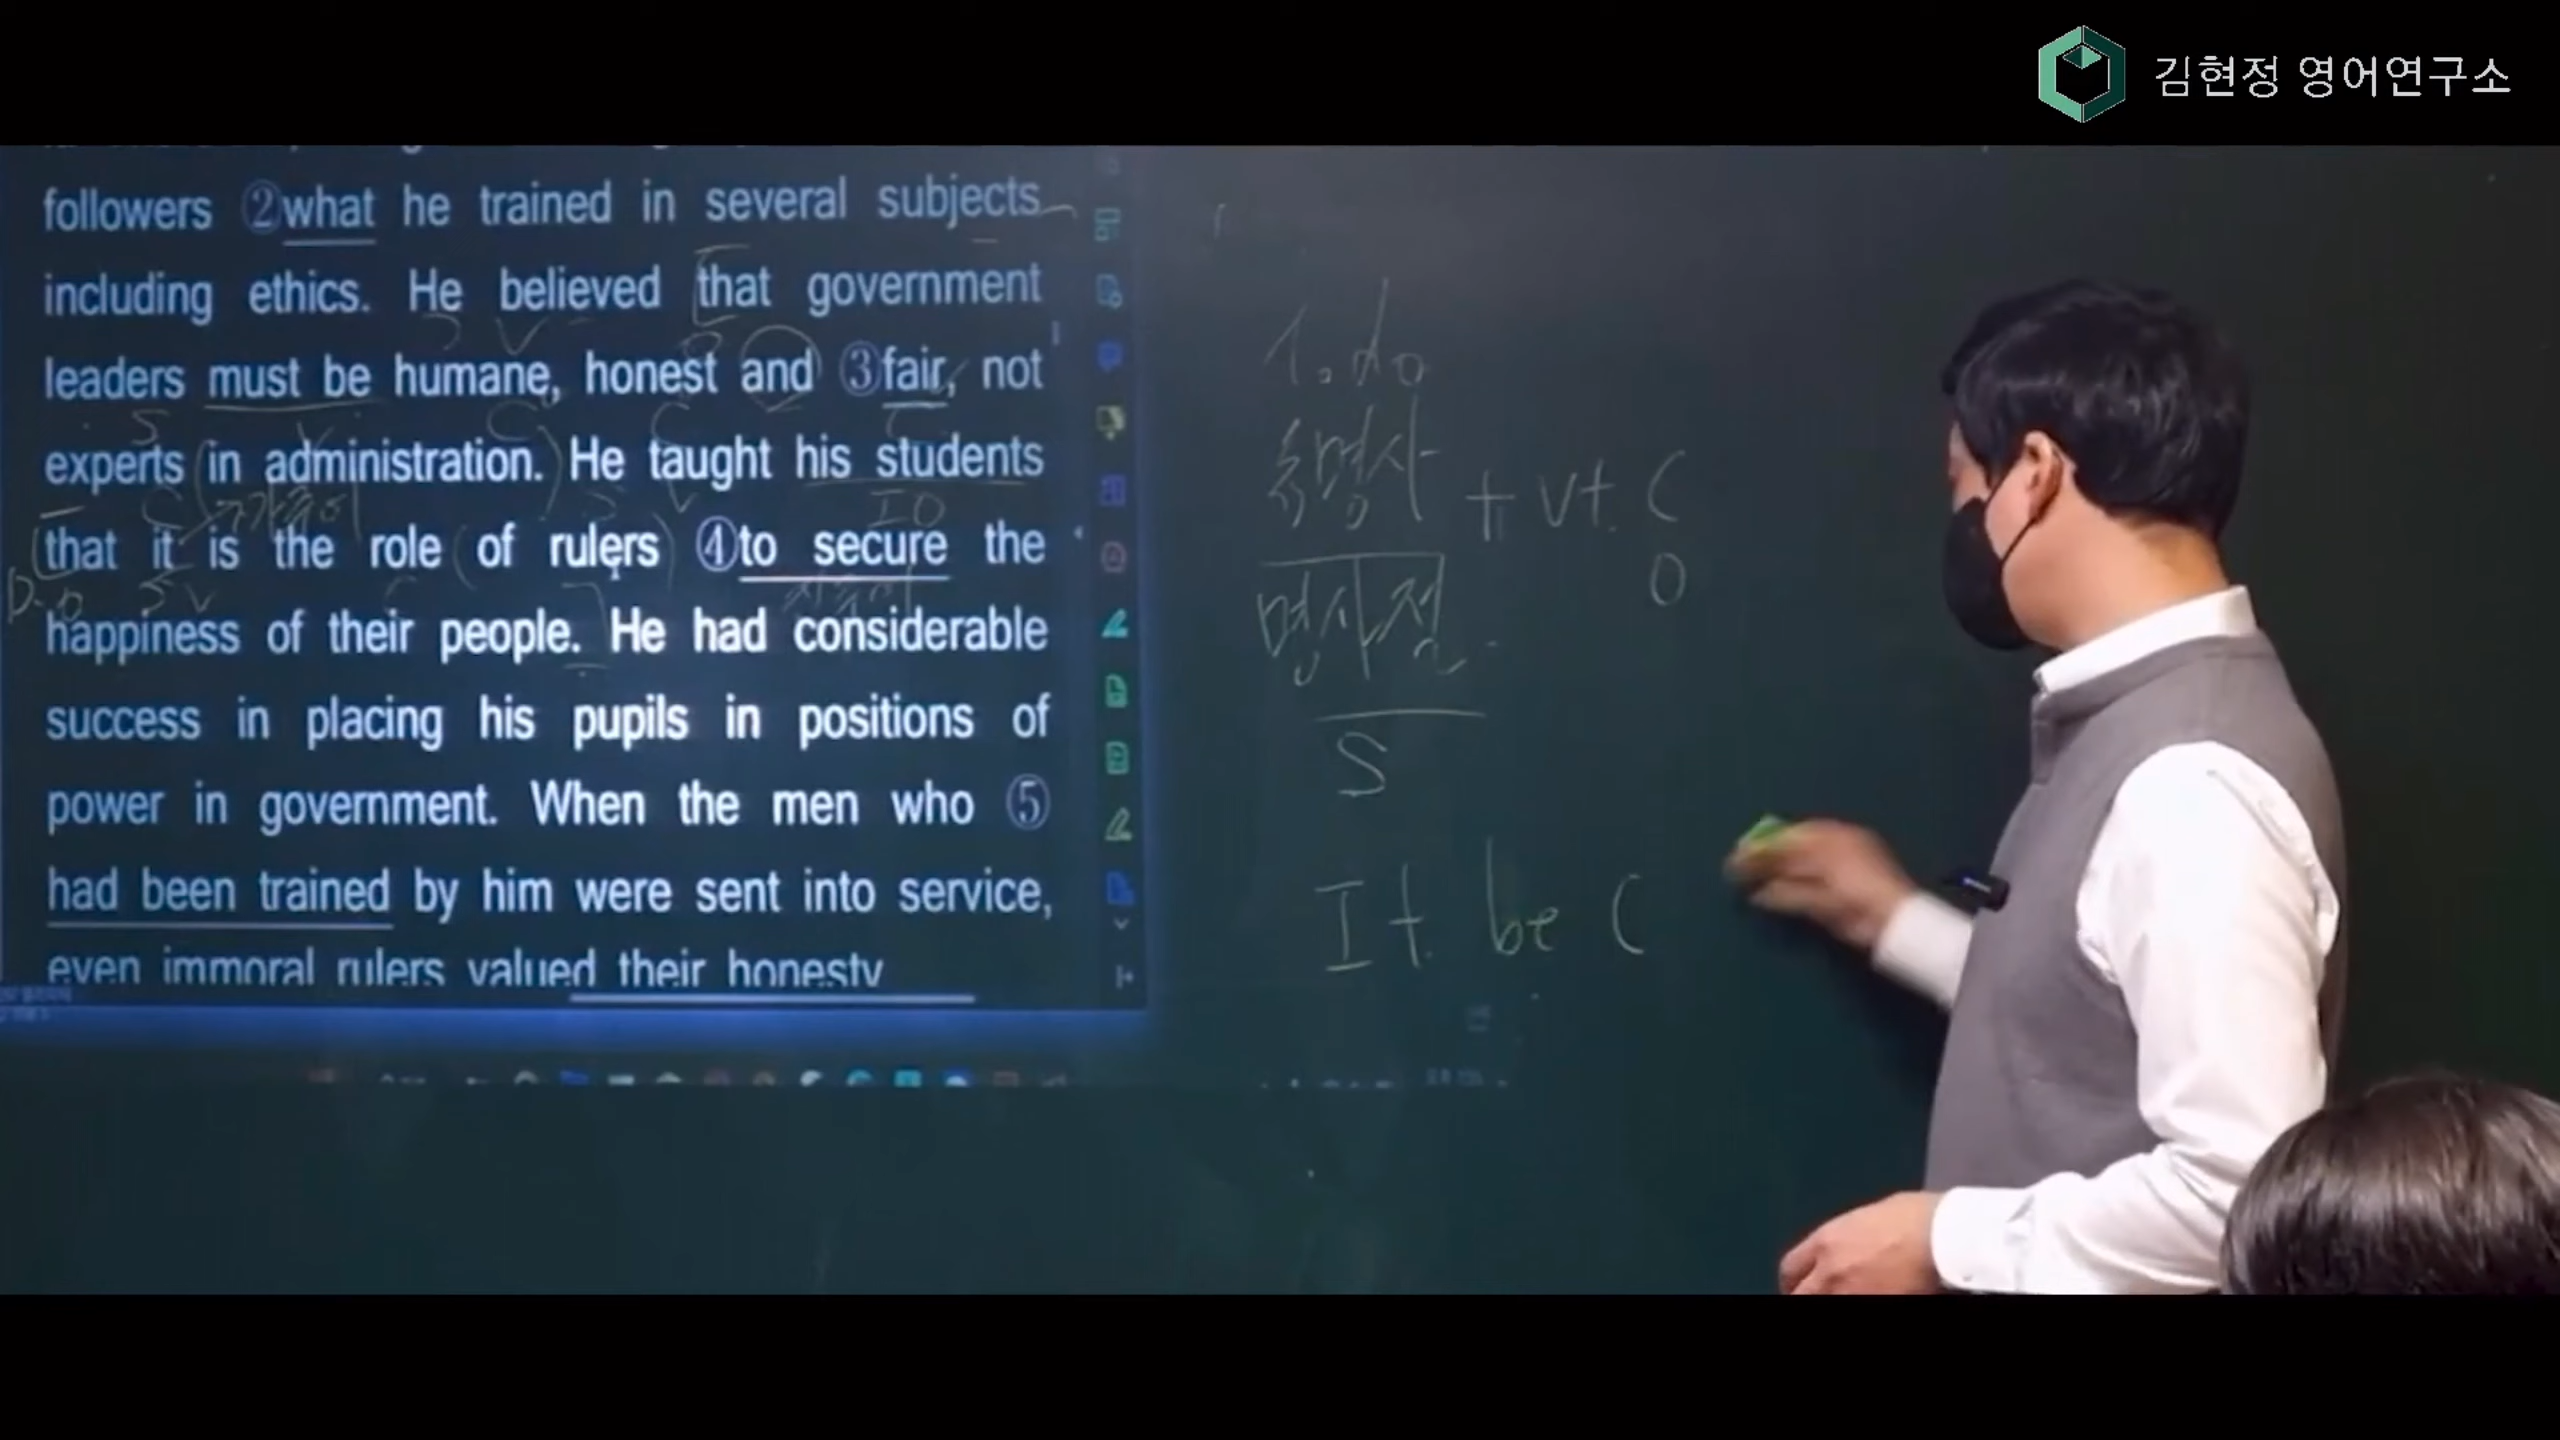 김현정 영어연구소
followers ②what he trained in several subjects
including ethics. He believed that government
leaders must be humane, honest and ③fair, not
experts in administration. He taught his students
that it is the role of rulers ④to secure the
happiness of their people. He had considerable
success in placing his pupils in positions of
power in government. When the men who ⑤
had been trained by him were sent into service,
even immoral rulers valued their honesty
동명사 + vt. C
O
명사절
S
It be C